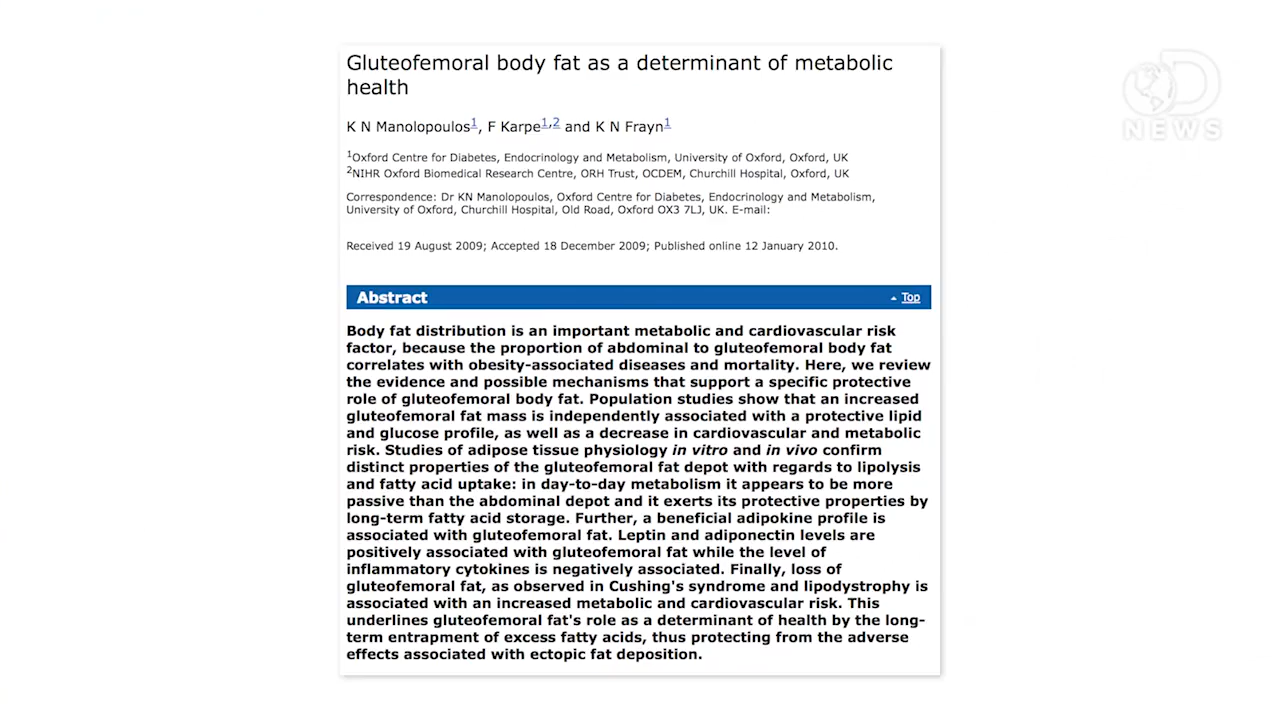 Gluteofemoral body fat as a determinant of metabolic
health
K N Manolopoulos1, F Karpe1,2 and K N Frayn1
1Oxford Centre for Diabetes, Endocrinology and Metabolism, University of Oxford, Oxford, UK
2NIHR Oxford Biomedical Research Centre, ORH Trust, OCDEM, Churchill Hospital, Oxford, UK
Correspondence: Dr KN Manolopoulos, Oxford Centre for Diabetes, Endocrinology and Metabolism,
University of Oxford, Churchill Hospital, Old Road, Oxford OX3 7LJ, UK. E-mail:
Received 19 August 2009; Accepted 18 December 2009; Published online 12 January 2010.
Abstract
Top
Body fat distribution is an important metabolic and cardiovascular risk
factor, because the proportion of abdominal to gluteofemoral body fat
correlates with obesity-associated diseases and mortality. Here, we review
the evidence and possible mechanisms that support a specific protective
role of gluteofemoral body fat. Population studies show that an increased
gluteofemoral fat mass is independently associated with a protective lipid
and glucose profile, as well as a decrease in cardiovascular and metabolic
risk. Studies of adipose tissue physiology in vitro and in vivo confirm
distinct properties of the gluteofemoral fat depot with regards to lipolysis
and fatty acid uptake: in day-to-day metabolism it appears to be more
passive than the abdominal depot and it exerts its protective properties by
long-term fatty acid storage. Further, a beneficial adipokine profile is
associated with gluteofemoral fat. Leptin and adiponectin levels are
positively associated with gluteofemoral fat while the level of
inflammatory cytokines is negatively associated. Finally, loss of
gluteofemoral fat, as observed in Cushing's syndrome and lipodystrophy is
associated with an increased metabolic and cardiovascular risk. This
underlines gluteofemoral fat's role as a determinant of health by the long-
term entrapment of excess fatty acids, thus protecting from the adverse
effects associated with ectopic fat deposition.
D
NEWS